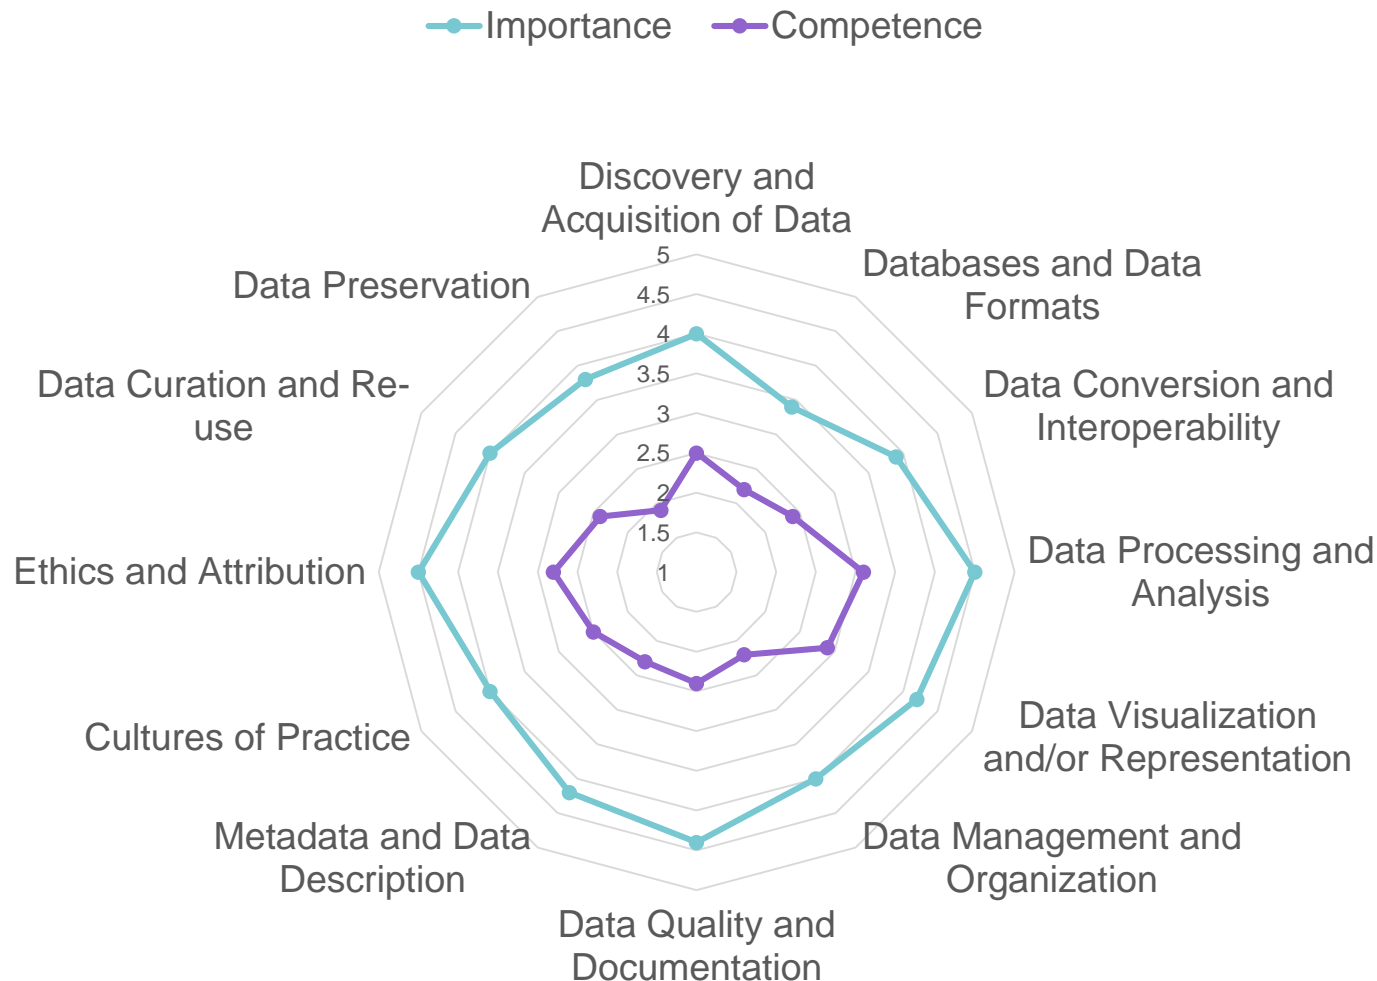 Importance Competence
Discovery and
Acquisition of Data
Databases and Data
Formats
Data Conversion and
Interoperability
Data Processing and
Analysis
Data Visualization
and/or Representation
Data Management and
Organization
Data Quality and
Documentation
Metadata and Data
Description
Cultures of Practice
Ethics and Attribution
Data Curation and Re-
use
Data Preservation
5
4.5
4
3.5
3
2.5
2
1.5
1